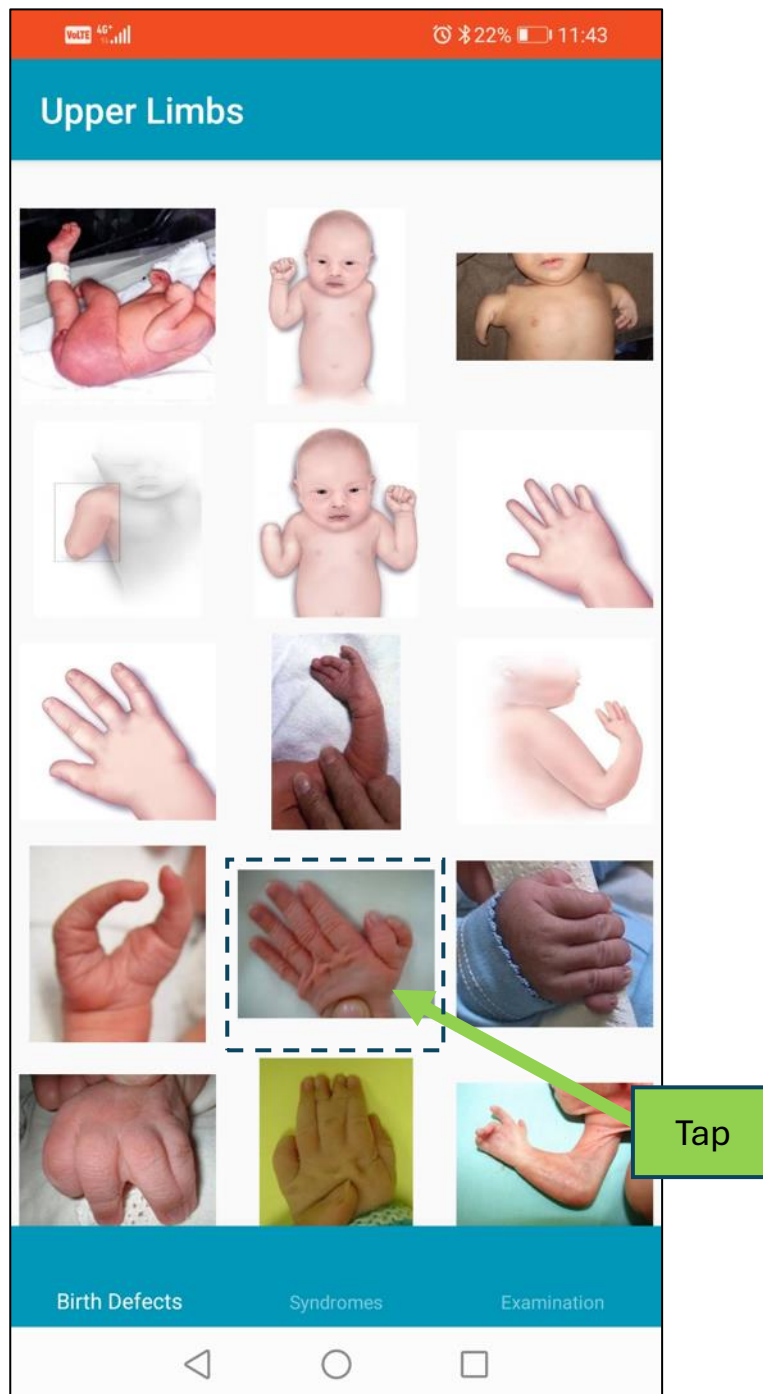 VoLTE 4G+ 22% 11:43
Upper Limbs
Tap
Birth Defects Syndromes Examination